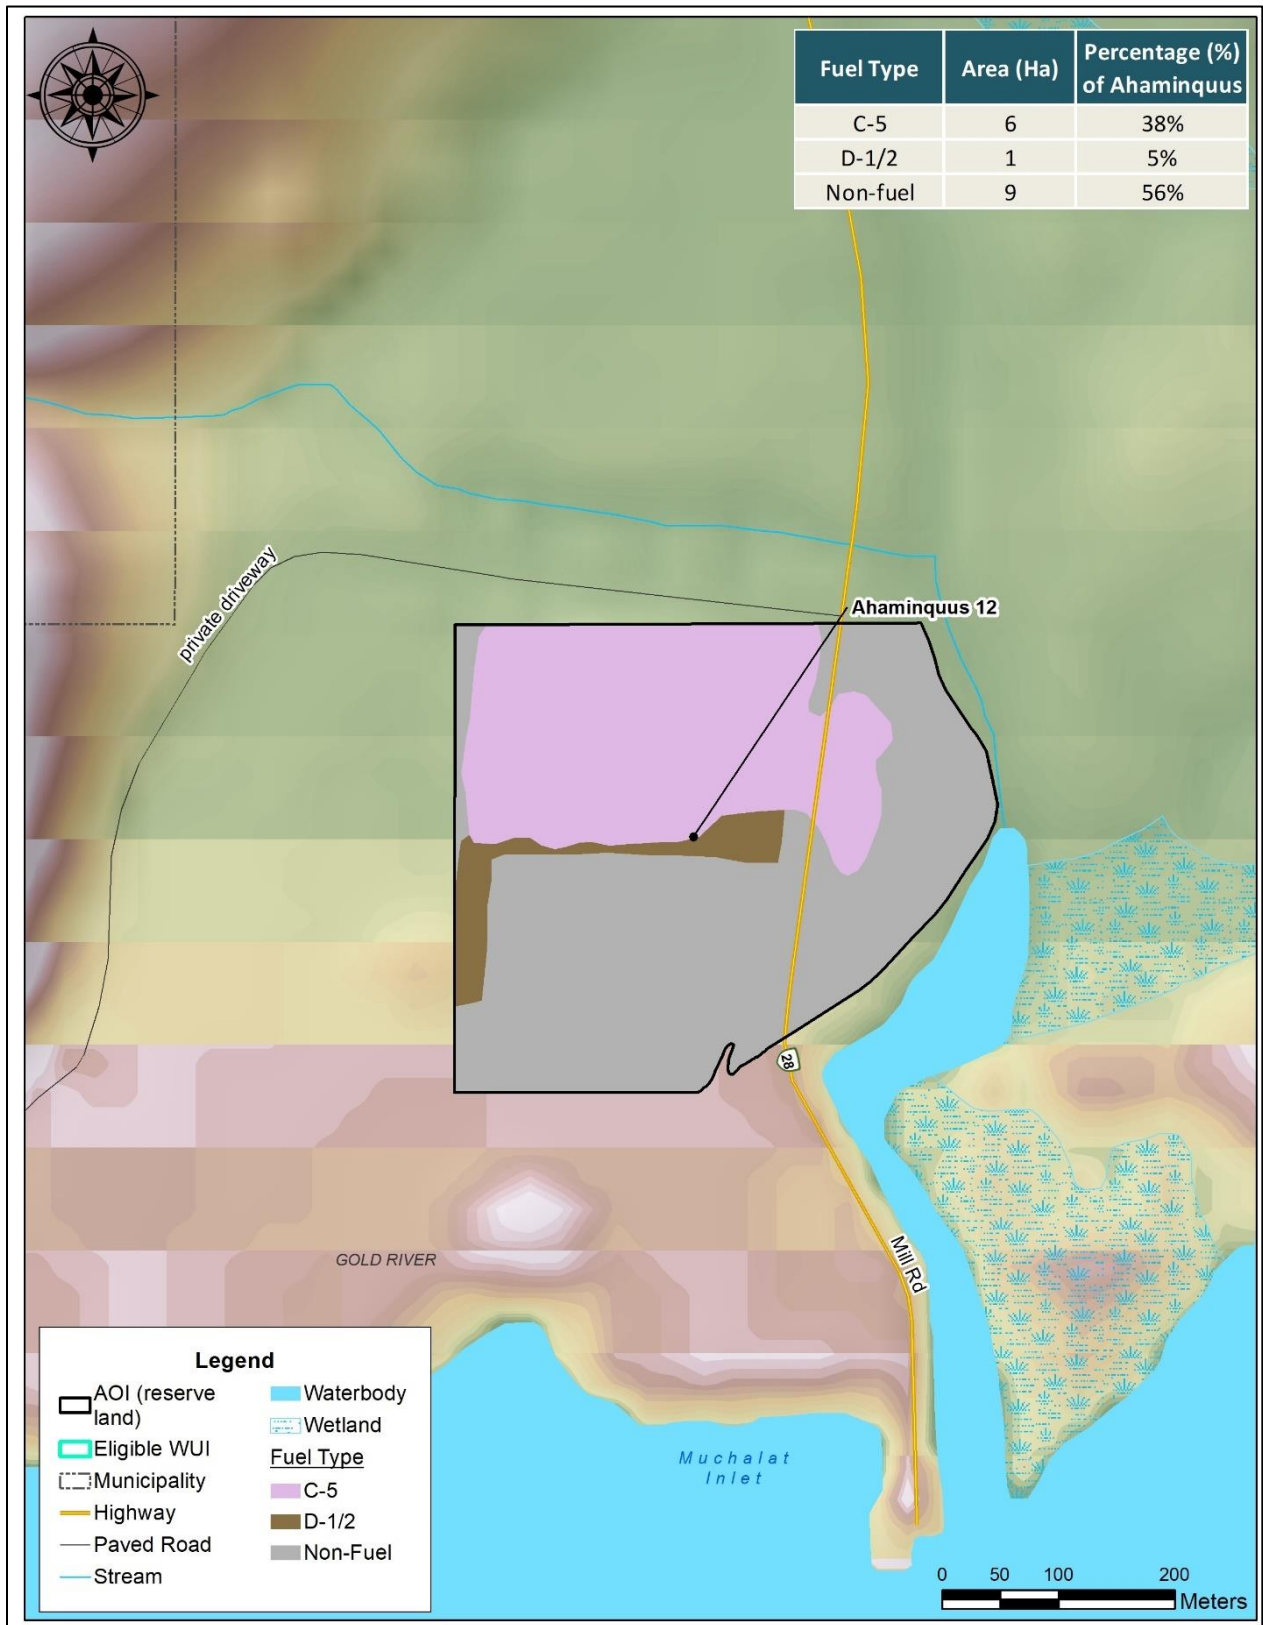 Fuel Type Area (Ha) Percentage (%)
of Ahaminquus
C-5 6 38%
D-1/2 1 5%
Non-fuel 9 56%
private driveway
Ahaminquus 12
28
Mill Rd
GOLD RIVER
Muchalat
Inlet
Legend
AOI (reserve
land)
Eligible WUI
Municipality
Highway
Paved Road
Stream
Waterbody
Wetland
Fuel Type
C-5
D-1/2
Non-Fuel
0 50 100 200
Meters